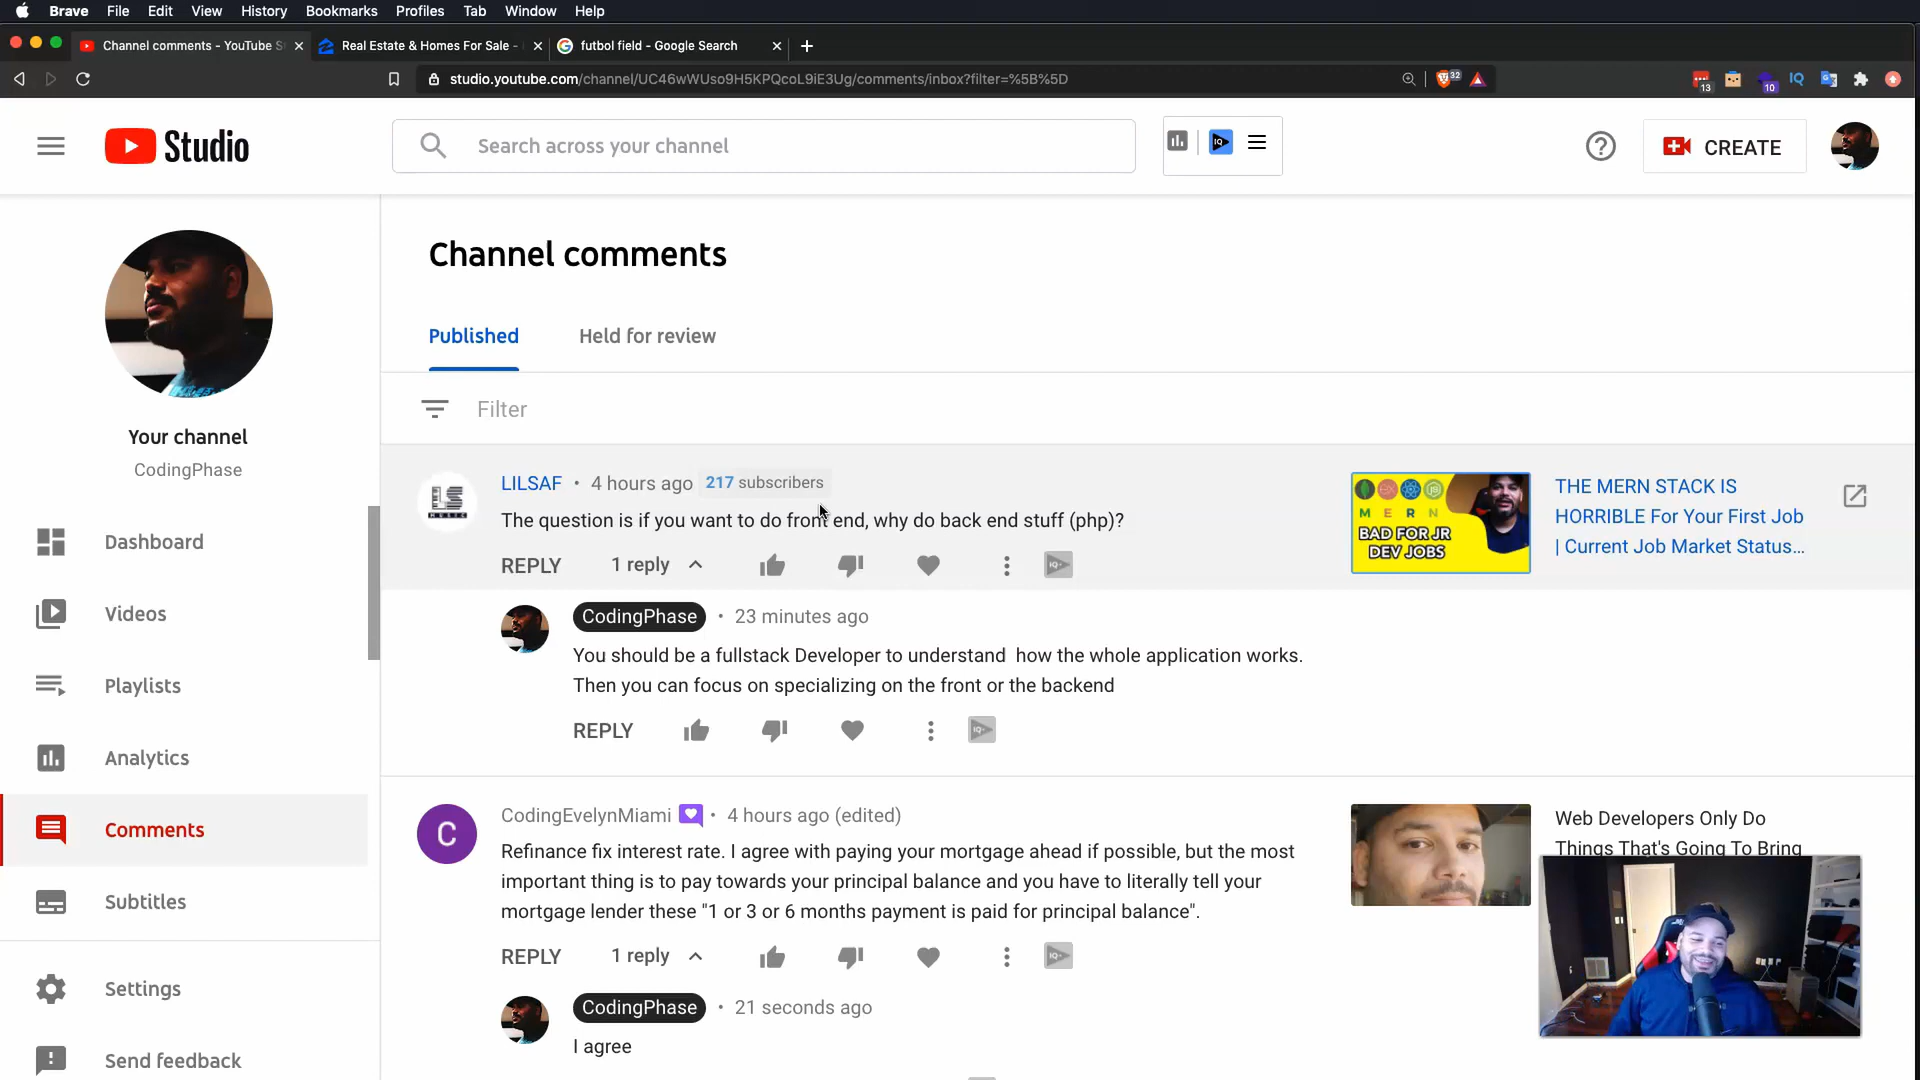 Brave File Edit View History Bookmarks Profiles Tab Window Help
Channel comments - YouTube S
Real Estate & Homes For Sale -
futbol field - Google Search
studio.youtube.com/channel/UC46wWUso9H5KPQcoL9iE3Ug/comments/inbox?filter=%5B%5D
32
13
10
IQ
Studio
Search across your channel
IQ
CREATE
Your channel
CodingPhase
Dashboard
Videos
Playlists
Analytics
Comments
Subtitles
Settings
Send feedback
Channel comments
Published
Held for review
Filter
LILSAF • 4 hours ago 217 subscribers
The question is if you want to do front end, why do back end stuff (php)?
REPLY 1 reply
LS
MUSIC
M E R N
BAD FOR JR
DEV JOBS
THE MERN STACK IS
HORRIBLE For Your First Job
| Current Job Market Status...
CodingPhase • 23 minutes ago
You should be a fullstack Developer to understand how the whole application works.
Then you can focus on specializing on the front or the backend
REPLY
C
CodingEvelynMiami • 4 hours ago (edited)
Refinance fix interest rate. I agree with paying your mortgage ahead if possible, but the most
important thing is to pay towards your principal balance and you have to literally tell your
mortgage lender these "1 or 3 or 6 months payment is paid for principal balance".
REPLY 1 reply
Web Developers Only Do
Things That's Going To Bring
CodingPhase • 21 seconds ago
I agree